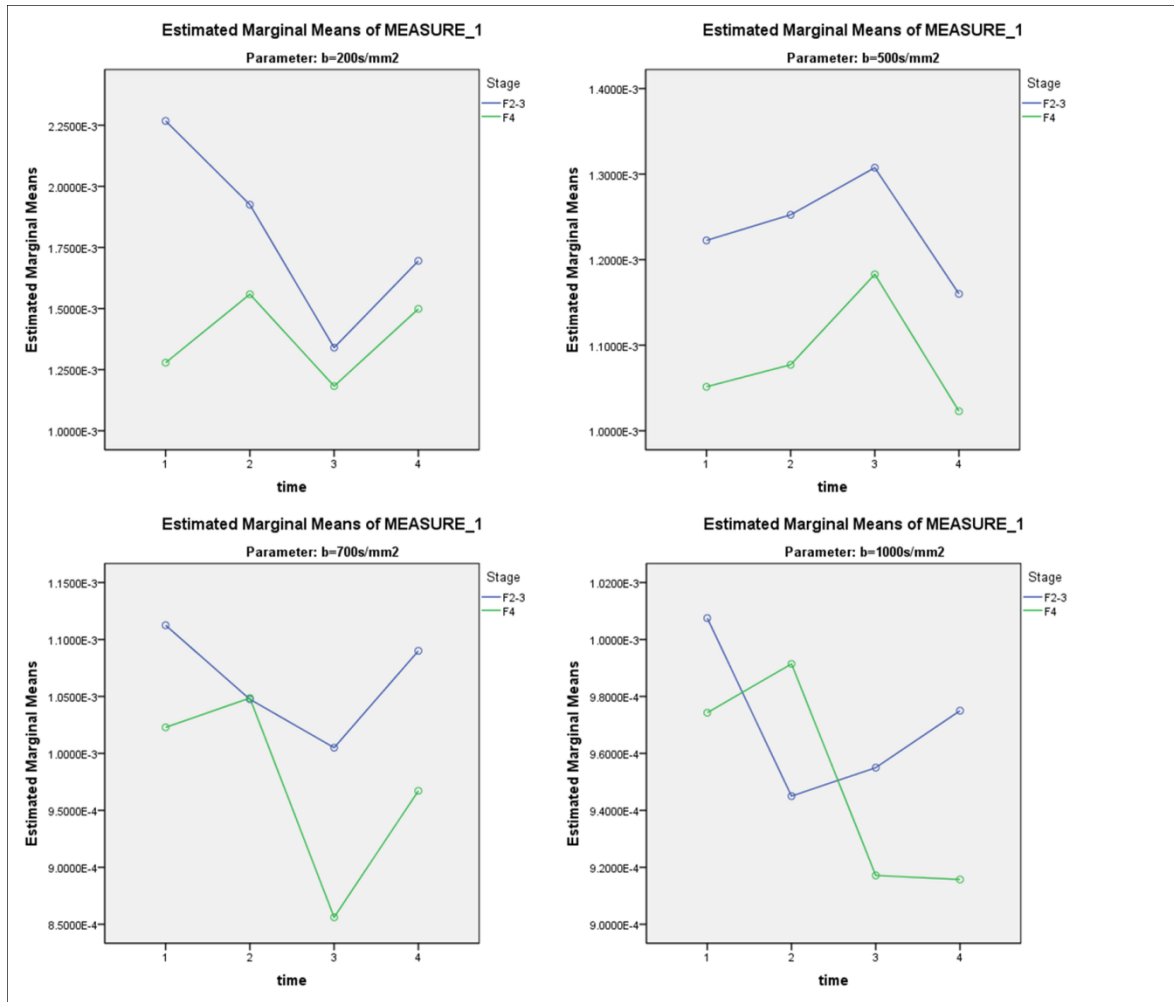 Estimated Marginal Means of MEASURE_1
Parameter: b=200s/mm2
Stage
F2-3
F4
Estimated Marginal Means
2.2500E-3
2.0000E-3
1.7500E-3
1.5000E-3
1.2500E-3
1.0000E-3
1 2 3 4
time
Estimated Marginal Means of MEASURE_1
Parameter: b=500s/mm2
Stage
F2-3
F4
Estimated Marginal Means
1.4000E-3
1.3000E-3
1.2000E-3
1.1000E-3
1.0000E-3
1 2 3 4
time
Estimated Marginal Means of MEASURE_1
Parameter: b=700s/mm2
Stage
F2-3
F4
Estimated Marginal Means
1.1500E-3
1.1000E-3
1.0500E-3
1.0000E-3
9.5000E-4
9.0000E-4
8.5000E-4
1 2 3 4
time
Estimated Marginal Means of MEASURE_1
Parameter: b=1000s/mm2
Stage
F2-3
F4
Estimated Marginal Means
1.0200E-3
1.0000E-3
9.8000E-4
9.6000E-4
9.4000E-4
9.2000E-4
9.0000E-4
1 2 3 4
time